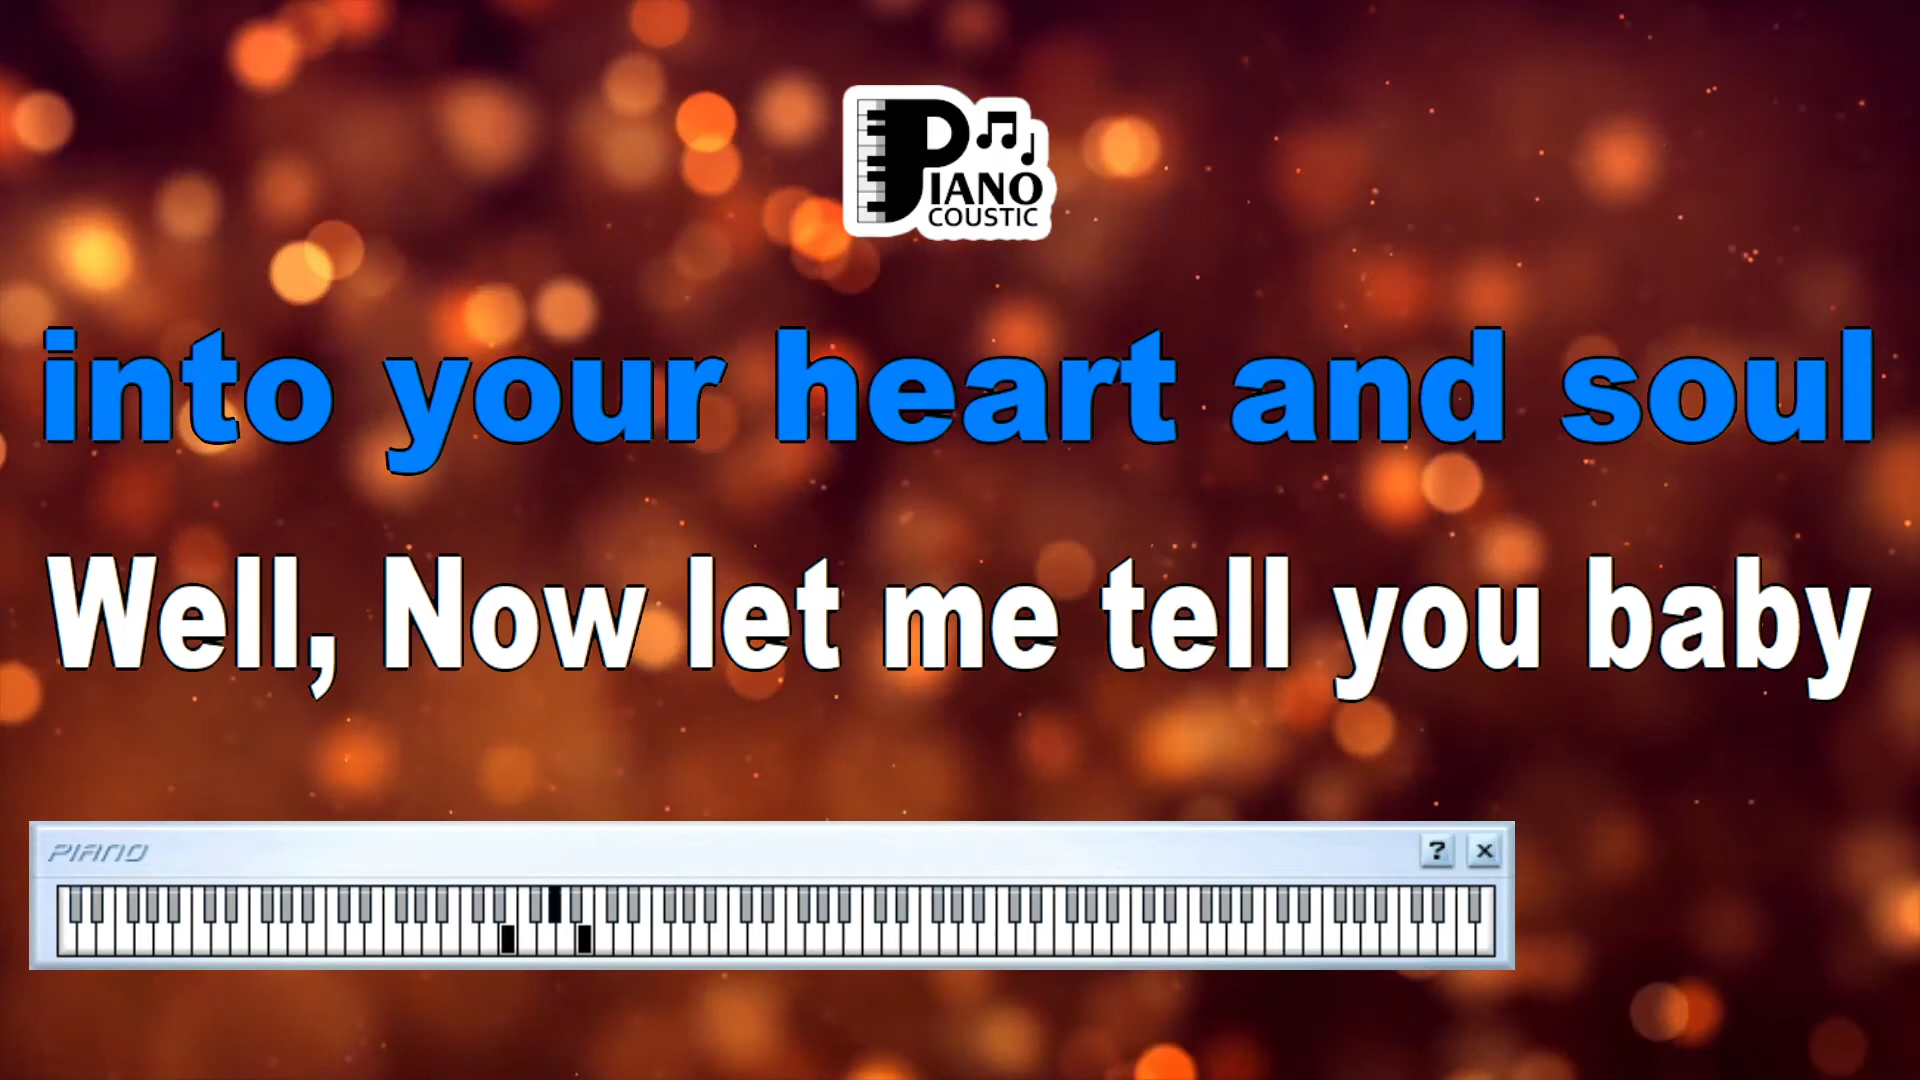 PIANO
COUSTIC
into your heart and soul
Well, Now let me tell you baby
PIANO
? x